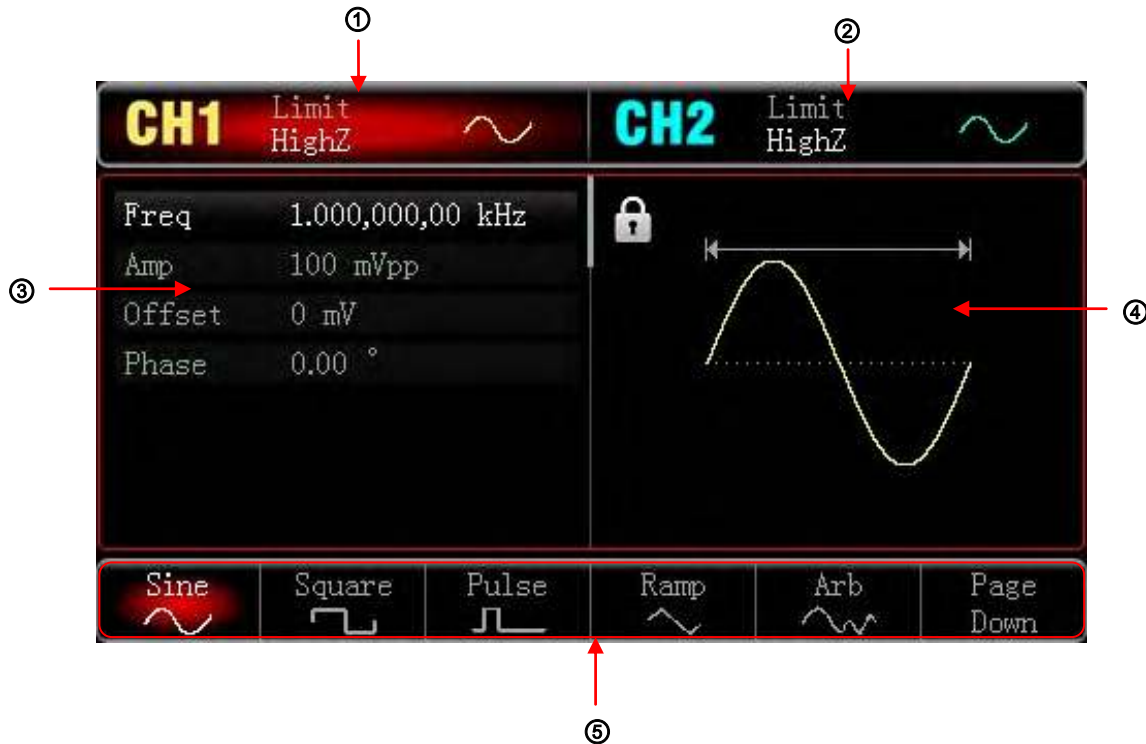 ① ②
CH1 Limit HighZ CH2 Limit HighZ
Freq 1.000,000,00 kHz
Amp 100 mVpp
③ ④
Offset 0 mV
Phase 0.00 °
Sine Square Pulse Ramp Arb Page Down
⑤